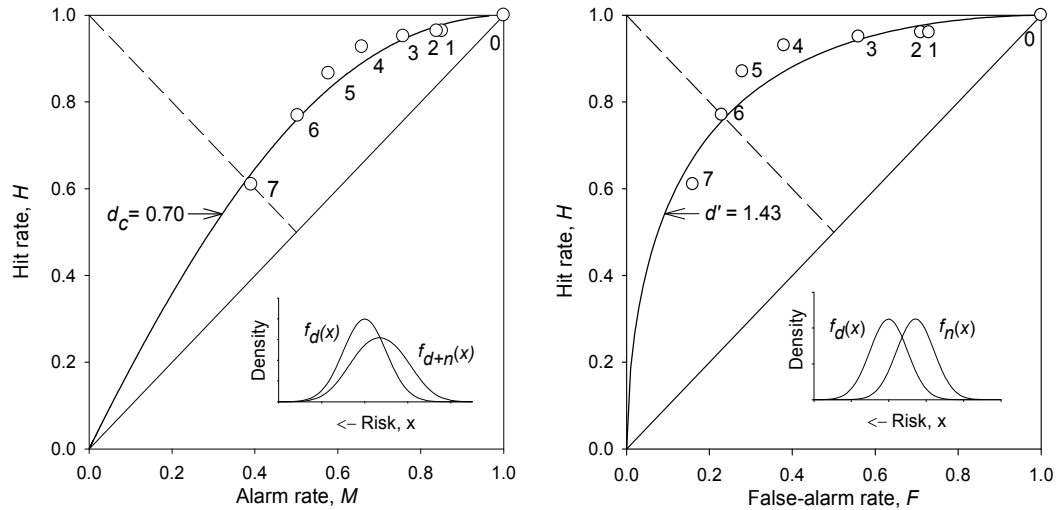 1.0
0.8
0.6
0.4
0.2
0.0
Hit rate, H
0
1
2
3
4
5
6
7
d_c = 0.70
f_d(x)
f_{d+n}(x)
Density
<– Risk, x
0.0 0.2 0.4 0.6 0.8 1.0
Alarm rate, M
1.0
0.8
0.6
0.4
0.2
0.0
Hit rate, H
0
1
2
3
4
5
6
7
d' = 1.43
f_d(x)
f_n(x)
Density
<– Risk, x
0.0 0.2 0.4 0.6 0.8 1.0
False-alarm rate, F